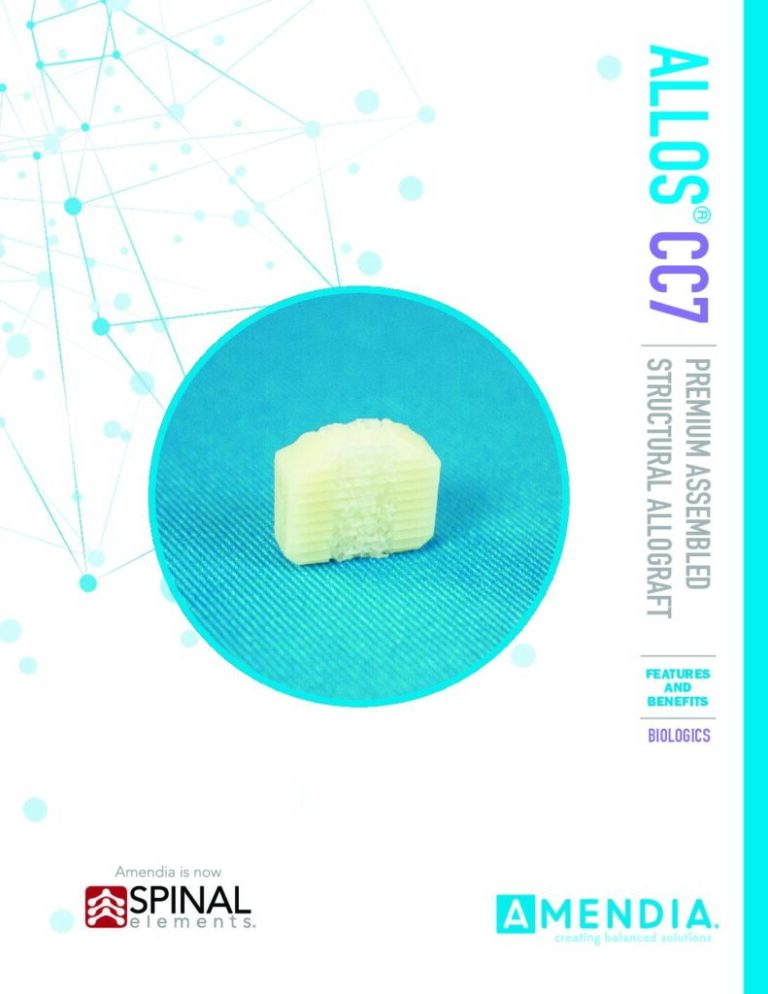 ALLOS® CC7
PREMIUM ASSEMBLED
STRUCTURAL ALLOGRAFT
FEATURES
AND
BENEFITS
BIOLOGICS
Amendia is now
SPINAL
elements.
AMENDIA.
creating balanced solutions